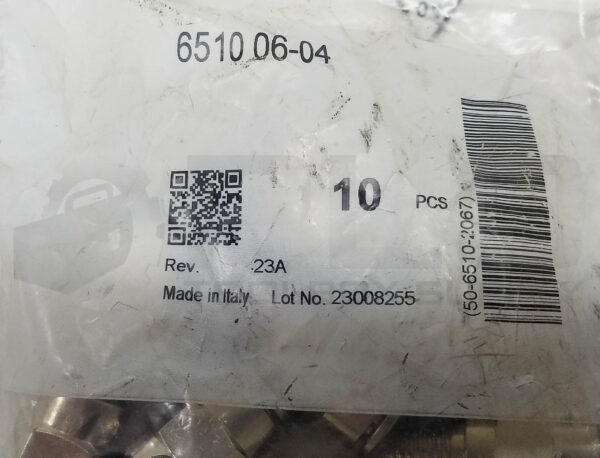 6510 06-04
10 PCS
(50-6510-2067)
Rev. 23A
Made in Italy Lot No. 23008255